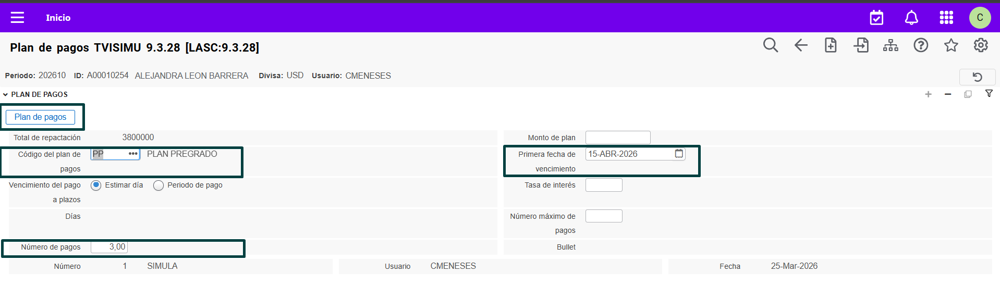 Inicio
C
Plan de pagos TVISIMU 9.3.28 [LASC:9.3.28]
Periodo: 202610 ID: A00010254 ALEJANDRA LEON BARRERA Divisa: USD Usuario: CMENESES
PLAN DE PAGOS
Plan de pagos
Total de repactación 3800000 Monto de plan
Código del plan de pagos PP ••• PLAN PREGRADO Primera fecha de vencimiento 15-ABR-2026
Vencimiento del pago a plazos Estimar día Periodo de pago Tasa de interés
Días Número máximo de pagos
Número de pagos 3,00 Bullet
Número 1 SIMULA Usuario CMENESES Fecha 25-Mar-2026